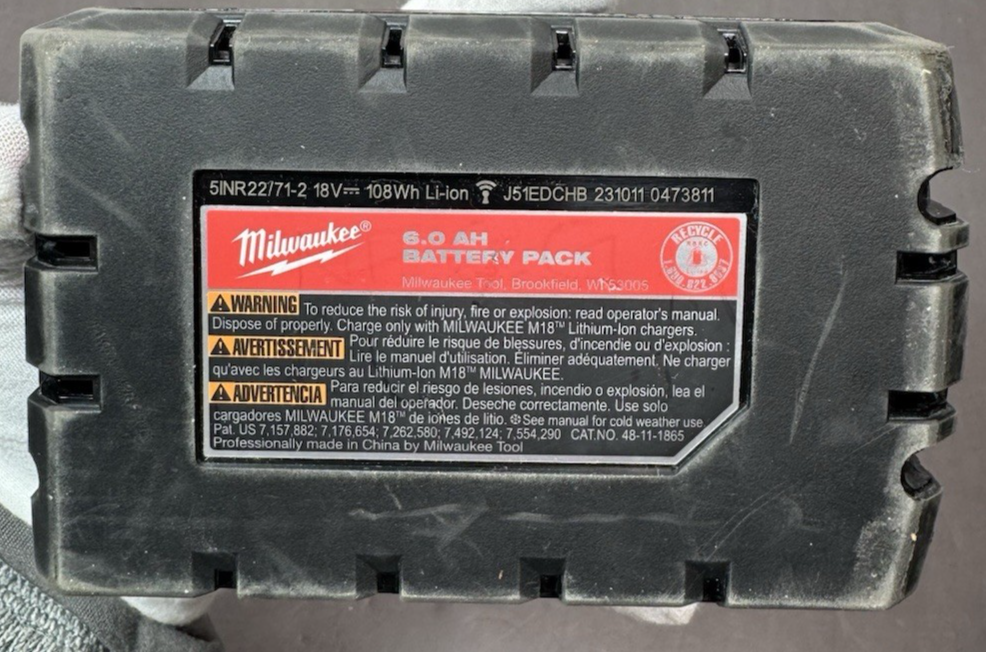 5INR22/71-2 18V⎓ 108Wh Li-ion J51EDCHB 231011 0473811
Milwaukee®
6.0 AH
BATTERY PACK
Milwaukee Tool, Brookfield, WI 53005
RECYCLE
RBRC
1.800.822.8837
WARNING To reduce the risk of injury, fire or explosion: read operator's manual.
Dispose of properly. Charge only with MILWAUKEE M18™ Lithium-Ion chargers.
AVERTISSEMENT Pour réduire le risque de blessures, d'incendie ou d'explosion :
Lire le manuel d'utilisation. Éliminer adéquatement. Ne charger
qu'avec les chargeurs au Lithium-Ion M18™ MILWAUKEE.
ADVERTENCIA Para reducir el riesgo de lesiones, incendio o explosión, lea el
manual del operador. Deseche correctamente. Use solo
cargadores MILWAUKEE M18™ de iones de litio. ❄See manual for cold weather use.
Pat. US 7,157,882; 7,176,654; 7,262,580; 7,492,124; 7,554,290 CAT.NO. 48-11-1865
Professionally made in China by Milwaukee Tool